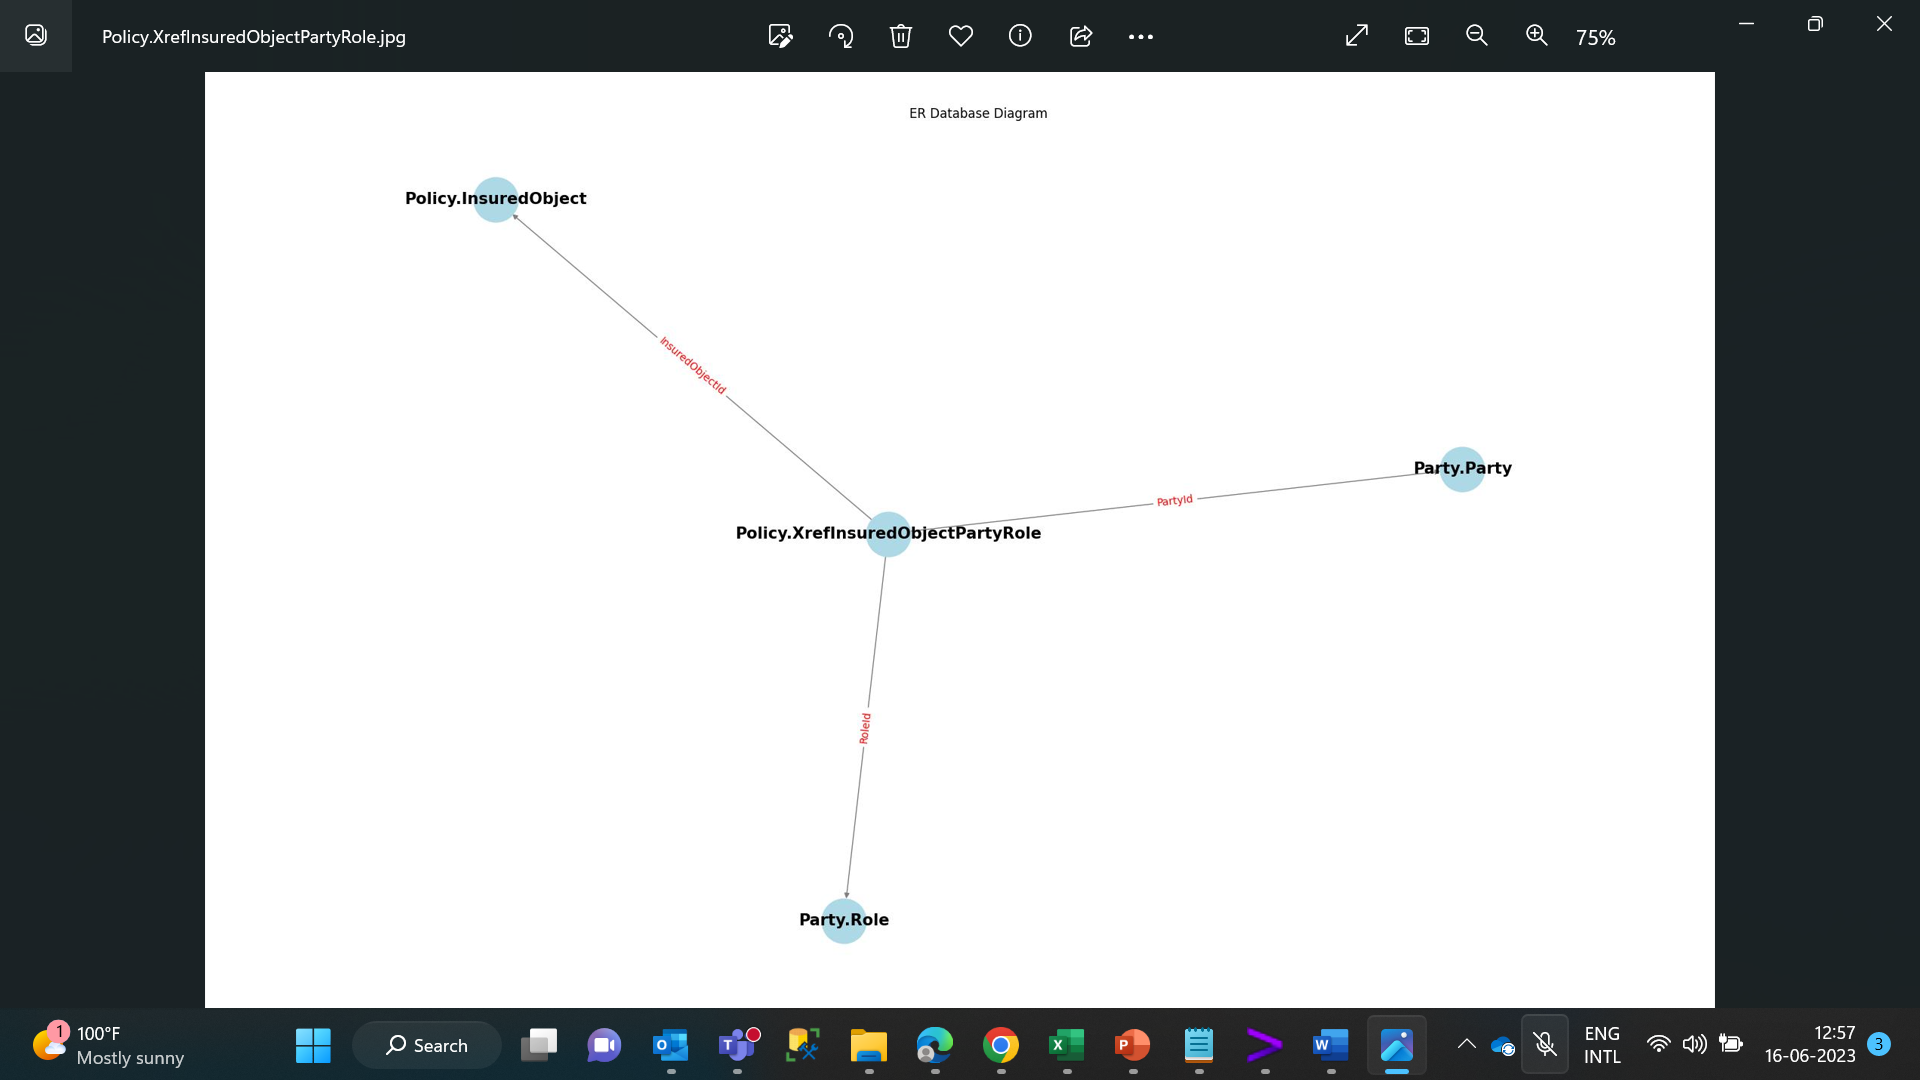 Policy.XrefInsuredObjectPartyRole.jpg
75%
ER Database Diagram
Policy.InsuredObject
InsuredObjectId
Party.Party
PartyId
Policy.XrefInsuredObjectPartyRole
RoleId
Party.Role
1
100°F
Mostly sunny
Search
O
T
X
P
W
ENG
INTL
12:57
16-06-2023
3